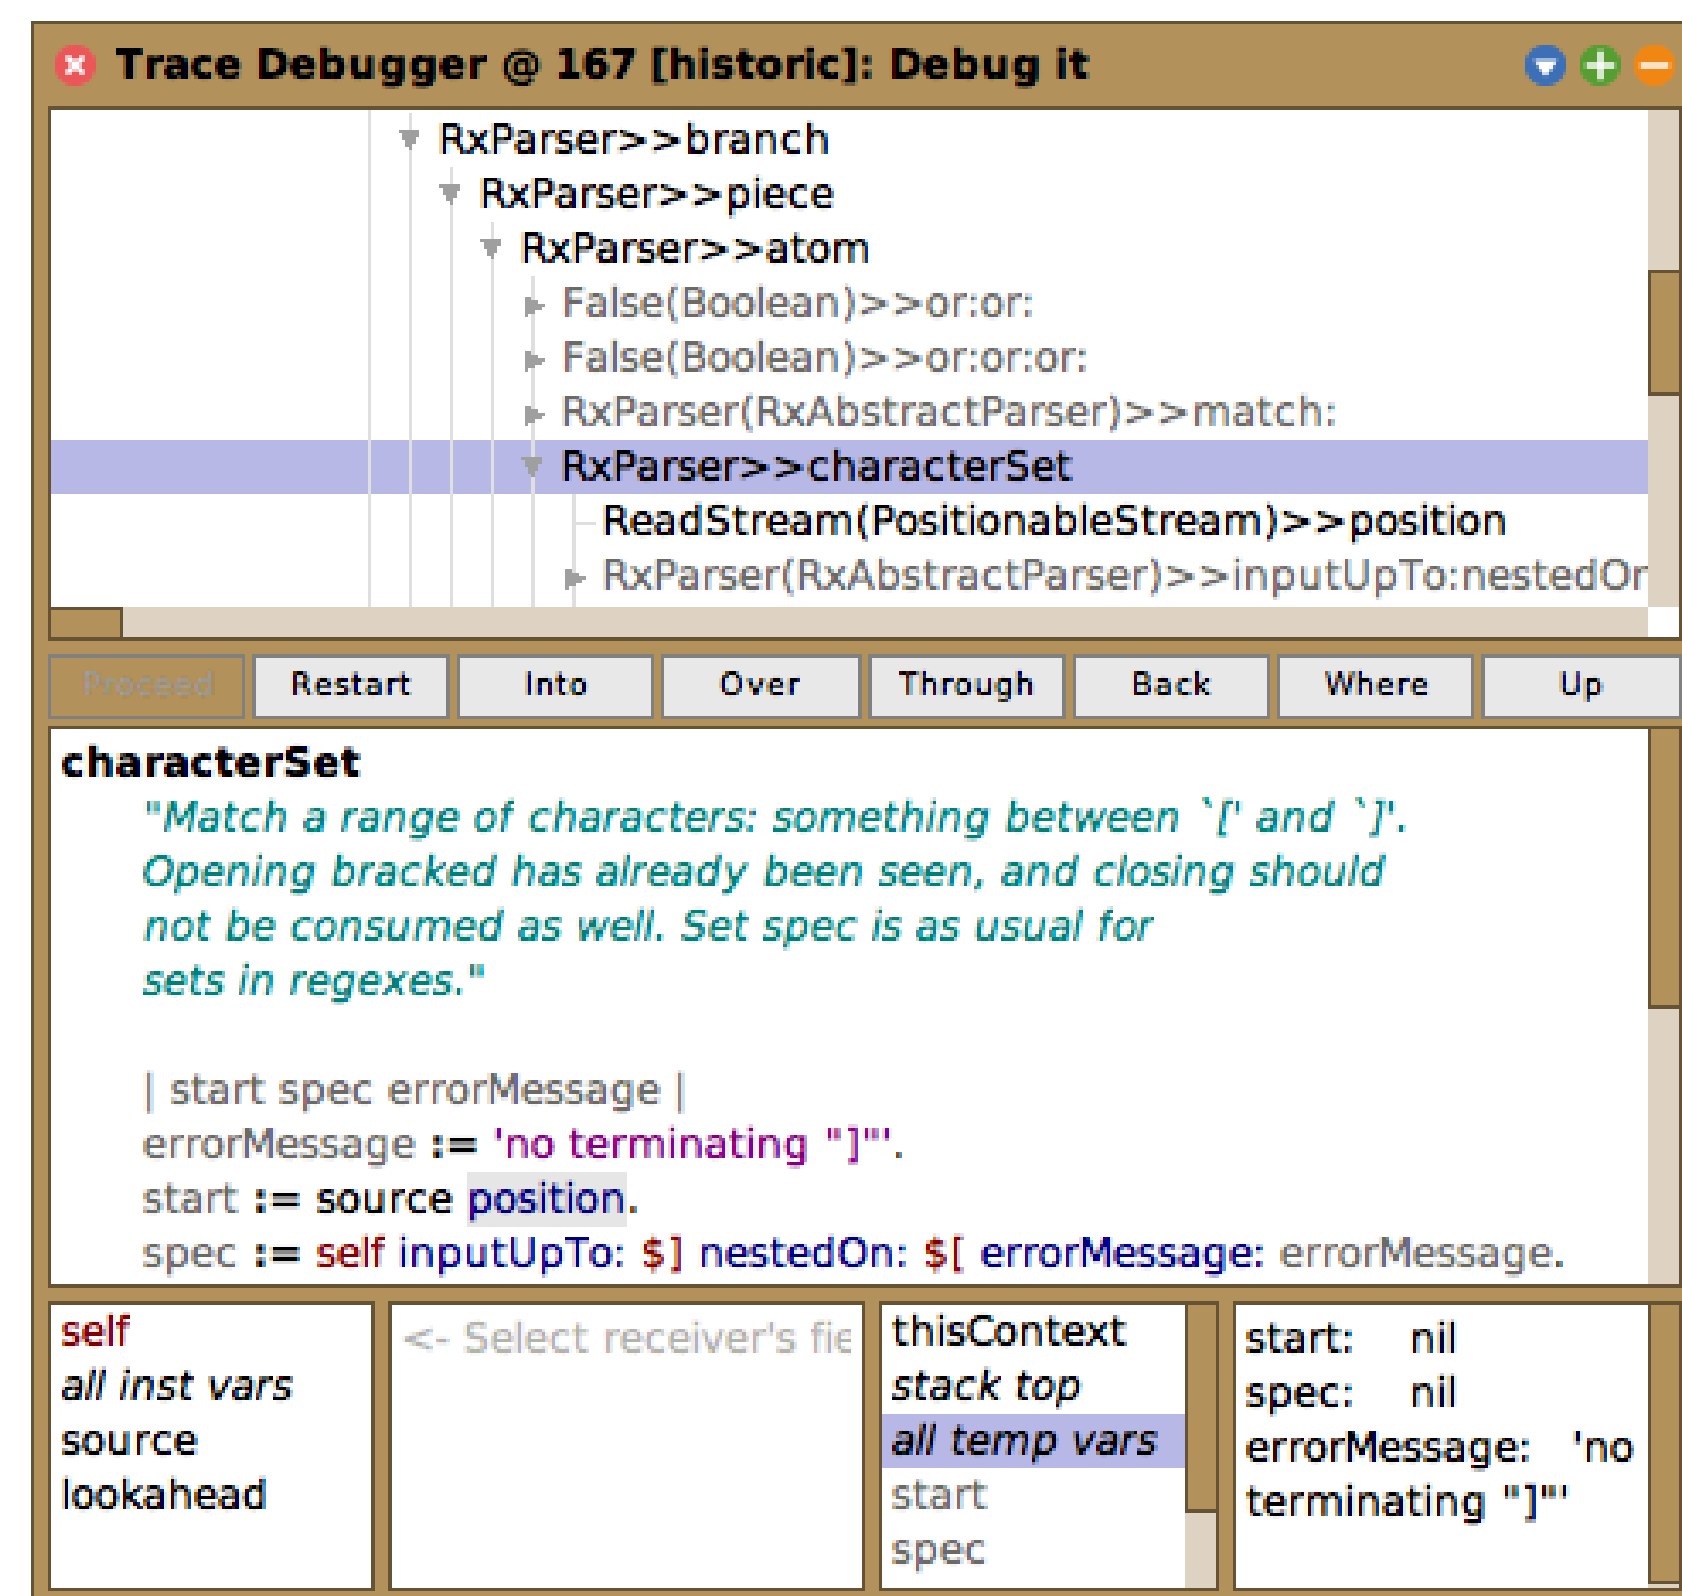 Trace Debugger @ 167 [historic]: Debug it
RxParser>>branch
RxParser>>piece
RxParser>>atom
False(Boolean)>>or:or:
False(Boolean)>>or:or:or:
RxParser(RxAbstractParser)>>match:
RxParser>>characterSet
ReadStream(PositionableStream)>>position
RxParser(RxAbstractParser)>>inputUpTo:nestedOr
Proceed Restart Into Over Through Back Where Up
characterSet
"Match a range of characters: something between `[' and `]'.
Opening bracked has already been seen, and closing should
not be consumed as well. Set spec is as usual for
sets in regexes."
| start spec errorMessage |
errorMessage := 'no terminating "]"'.
start := source position.
spec := self inputUpTo: $] nestedOn: $[ errorMessage: errorMessage.
self
all inst vars
source
lookahead
<- Select receiver's fie
thisContext
stack top
all temp vars
start
spec
start: nil
spec: nil
errorMessage: 'no
terminating "]"'